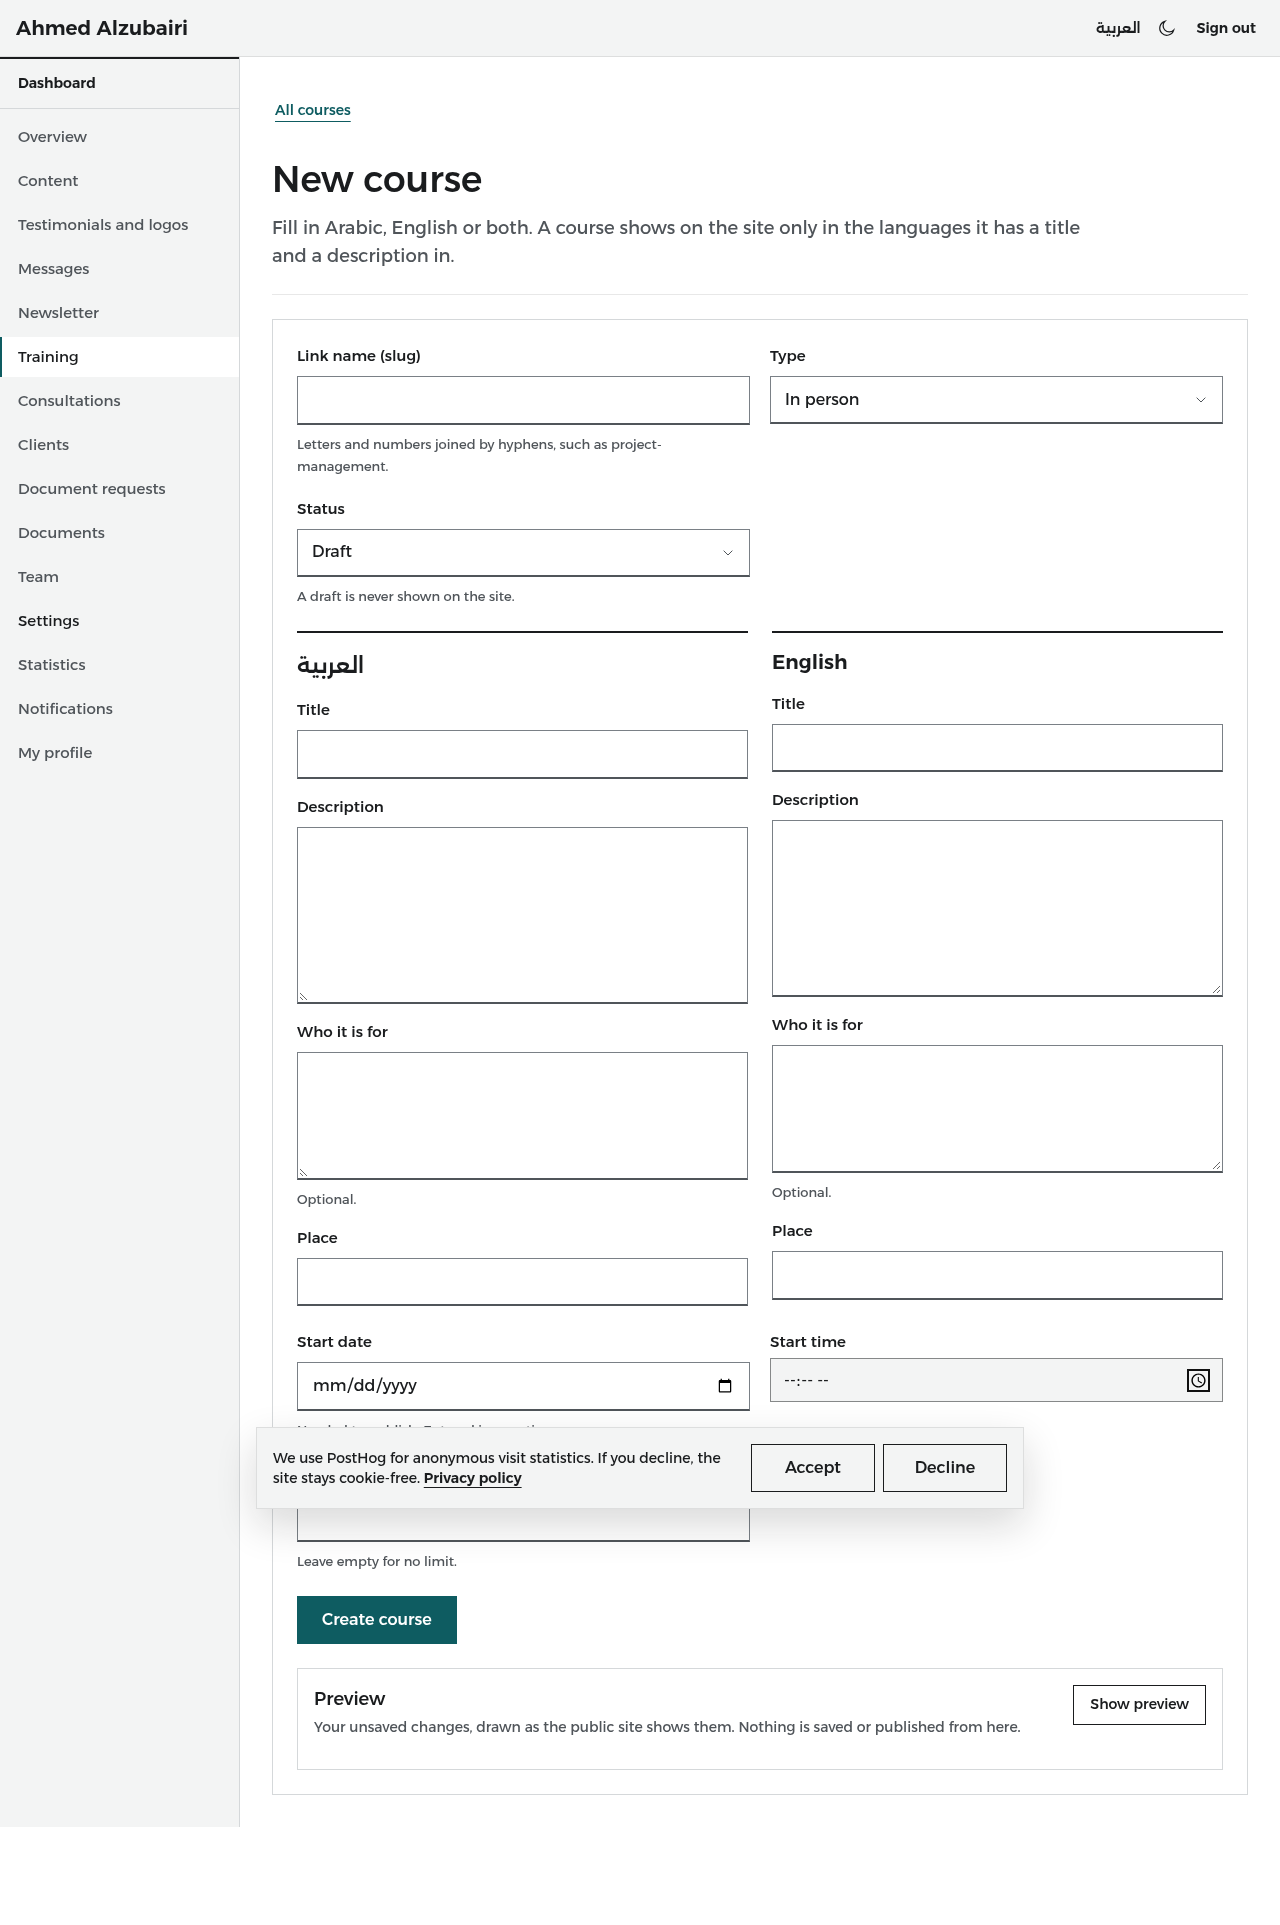 Ahmed Alzubairi
العربية
Sign out
Dashboard
Overview
Content
Testimonials and logos
Messages
Newsletter
Training
Consultations
Clients
Document requests
Documents
Team
Settings
Statistics
Notifications
My profile
All courses
New course
Fill in Arabic, English or both. A course shows on the site only in the languages it has a title
and a description in.
Link name (slug)
Type
In person
Letters and numbers joined by hyphens, such as project-
management.
Status
Draft
A draft is never shown on the site.
العربية
Title
Description
Who it is for
Optional.
Place
English
Title
Description
Who it is for
Optional.
Place
Start date
mm/dd/yyyy
Start time
--:-- --
We use PostHog for anonymous visit statistics. If you decline, the
site stays cookie-free. Privacy policy
Accept
Decline
Leave empty for no limit.
Create course
Preview
Your unsaved changes, drawn as the public site shows them. Nothing is saved or published from here.
Show preview